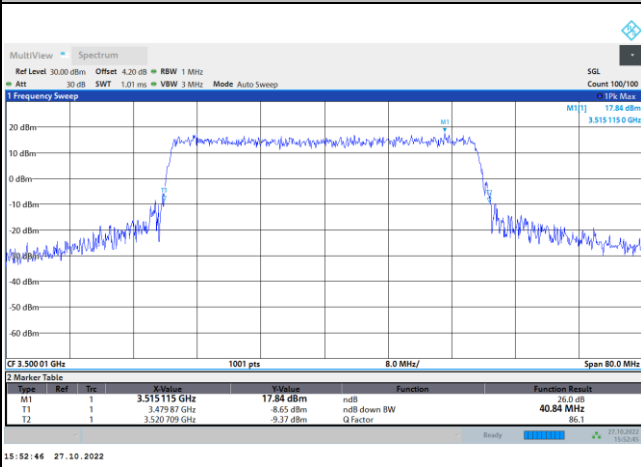 MultiView Spectrum
Ref Level 30.00 dBm Offset 4.20 dB RBW 1 MHz SGL
Att 30 dB SWT 1.01 ms VBW 3 MHz Mode Auto Sweep Count 100/100
1 Frequency Sweep 1Pk Max
M1[1] 17.84 dBm
3.515 115 0 GHz
M1
20 dBm
10 dBm
0 dBm
T1
T2
-10 dBm
-20 dBm
-30 dBm
-40 dBm
-50 dBm
-60 dBm
CF 3.500 01 GHz 1001 pts 8.0 MHz/ Span 80.0 MHz
2 Marker Table
Type Ref Trc X-Value Y-Value Function Function Result
M1 1 3.515 115 GHz 17.84 dBm ndB 26.0 dB
T1 1 3.479 87 GHz -8.65 dBm ndB down BW 40.84 MHz
T2 1 3.520 709 GHz -9.37 dBm Q Factor 86.1
Ready 27.10.2022
15:52:45
15:52:46 27.10.2022